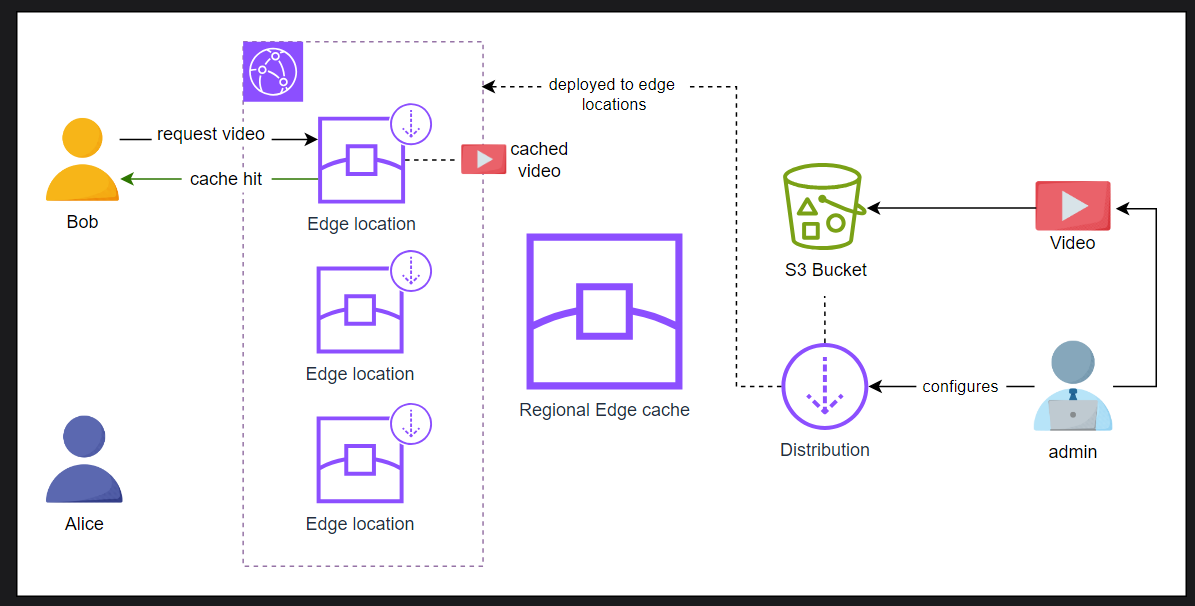 deployed to edge
locations
request video
cached
video
cache hit
Bob
Edge location
Video
S3 Bucket
Edge location
configures
Regional Edge cache
Distribution
admin
Alice
Edge location